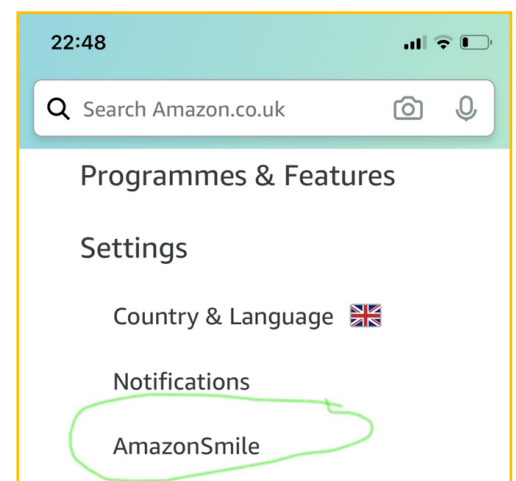 22:48
Search Amazon.co.uk
Programmes & Features
Settings
Country & Language
Notifications
AmazonSmile